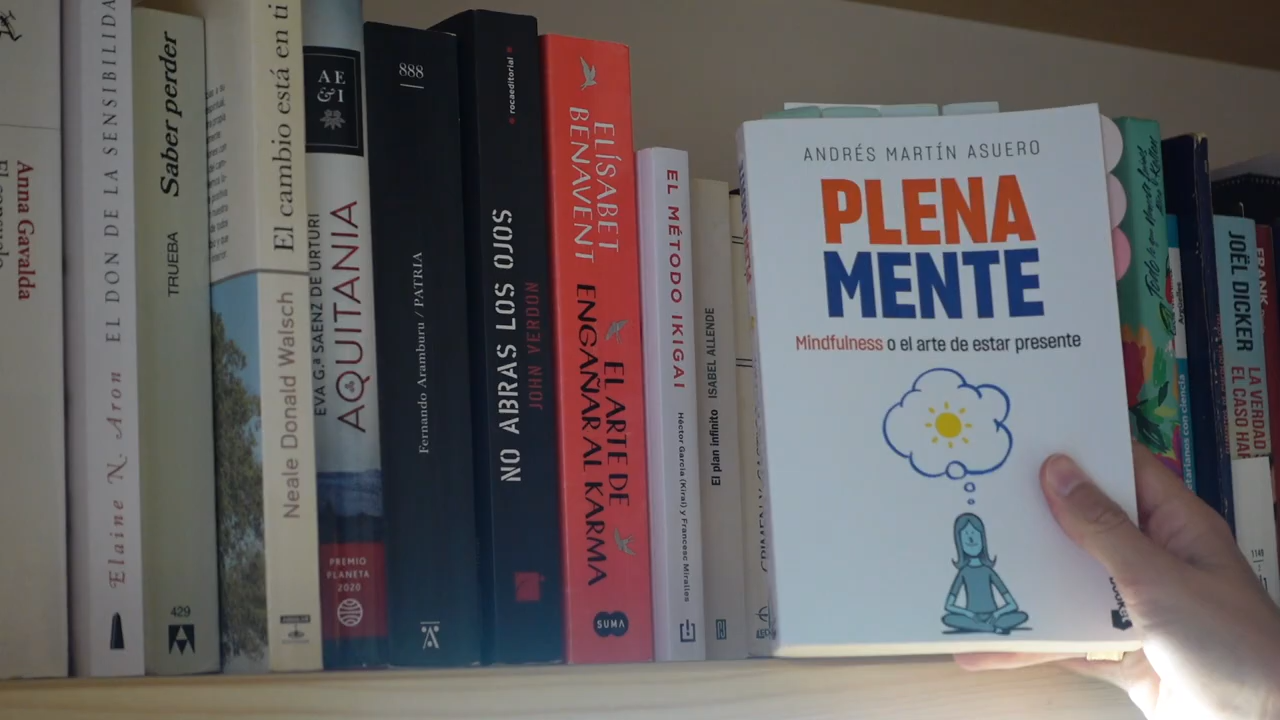 Anna Gavalda
Elaine N. Aron EL DON DE LA SENSIBILIDA
429 TRUEBA Saber perder
Neale Donald Walsch El cambio está en ti
AE
&I
EVA G.ª SÁENZ DE URTURI
AQUITANIA
PREMIO
PLANETA
2020
888
Fernando Aramburu / PATRIA
rocaeditorial
NO ABRAS LOS OJOS
JOHN VERDON
ELÍSABET
BENAVENT
EL ARTE DE
ENGAÑAR AL KARMA
SUMA
EL MÉTODO IKIGAI
Héctor García (Kirai) y Francesc Miralles
El plan infinito ISABEL ALLENDE
ANDRÉS MARTÍN ASUERO
PLENA
MENTE
Mindfulness o el arte de estar presente
JOËL DICKER
LA VERDAD
EL CASO HA
FRANK
1149